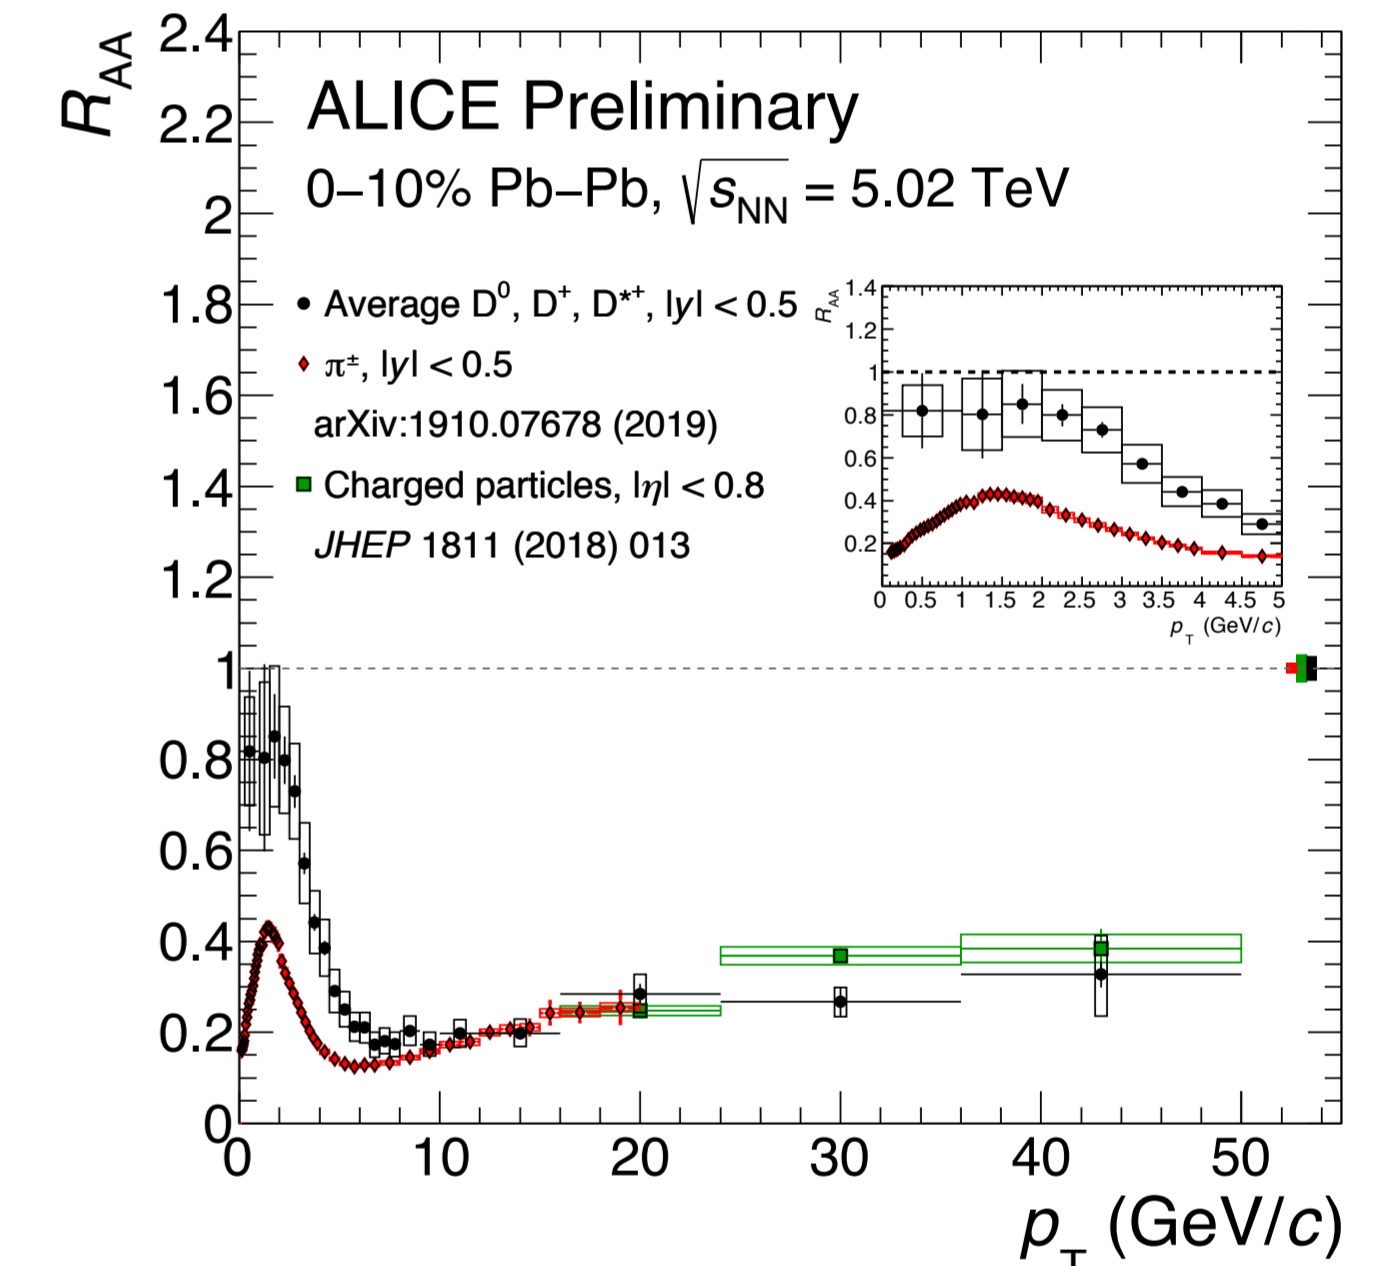 R_AA
2.4
2.2
2
1.8
1.6
1.4
1.2
1
0.8
0.6
0.4
0.2
0
ALICE Preliminary
0–10% Pb–Pb, √s_NN = 5.02 TeV
Average D⁰, D⁺, D*⁺, |y| < 0.5
π±, |y| < 0.5
arXiv:1910.07678 (2019)
Charged particles, |η| < 0.8
JHEP 1811 (2018) 013
R_AA
1.4
1.2
1
0.8
0.6
0.4
0.2
0 0.5 1 1.5 2 2.5 3 3.5 4 4.5 5
p_T (GeV/c)
0 10 20 30 40 50
p_T (GeV/c)